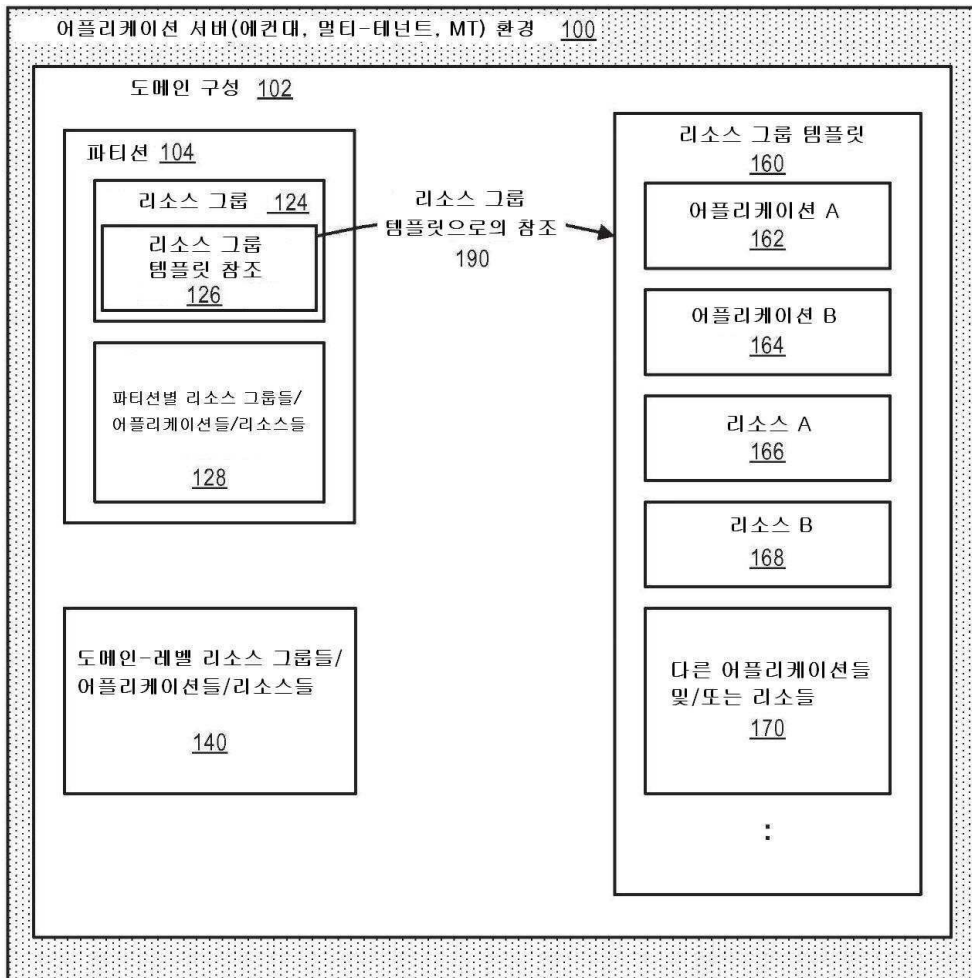 어플리케이션 서버(에컨대, 멀티-테넌트, MT) 환경 100
도메인 구성 102
파티션 104
리소스 그룹 124
리소스 그룹
템플릿 참조
126
파티션별 리소스 그룹들/
어플리케이션들/리소스들
128
도메인-레벨 리소스 그룹들/
어플리케이션들/리소스들
140
리소스 그룹
템플릿으로의 참조
190
리소스 그룹 템플릿
160
어플리케이션 A
162
어플리케이션 B
164
리소스 A
166
리소스 B
168
다른 어플리케이션들
및/또는 리소들
170
: